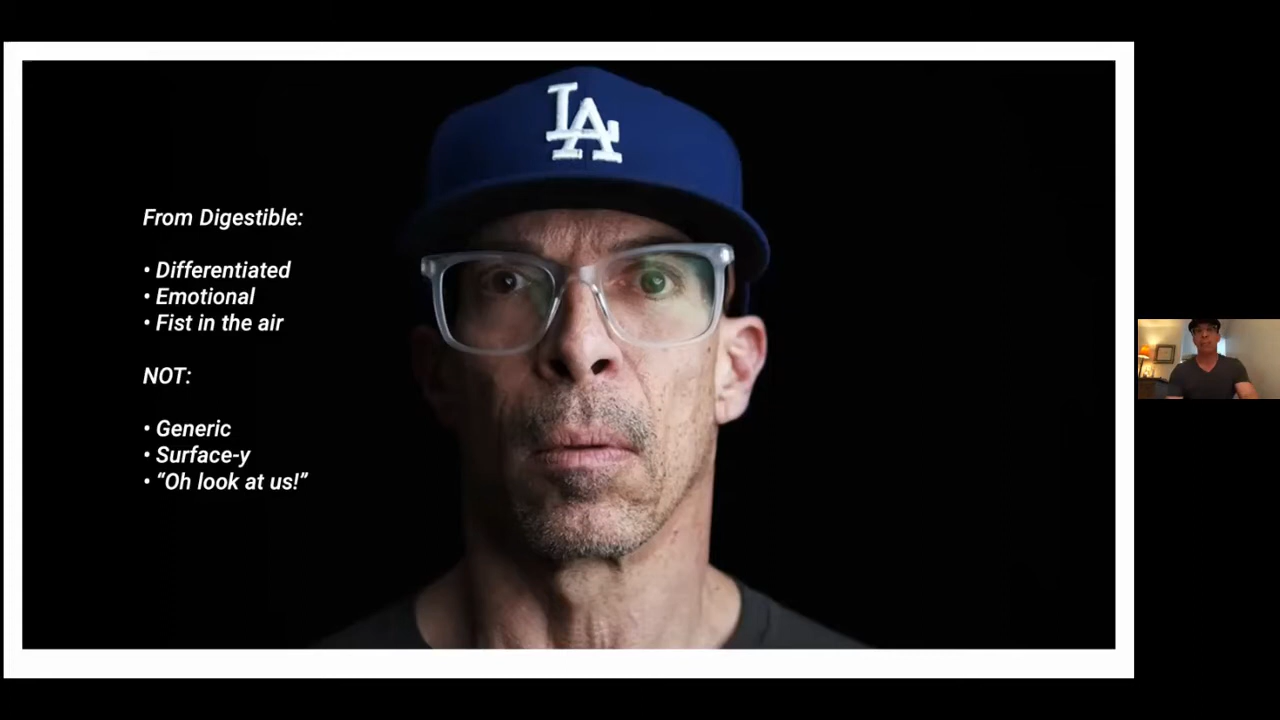 LA
From Digestible:
• Differentiated
• Emotional
• Fist in the air
NOT:
• Generic
• Surface-y
• “Oh look at us!”